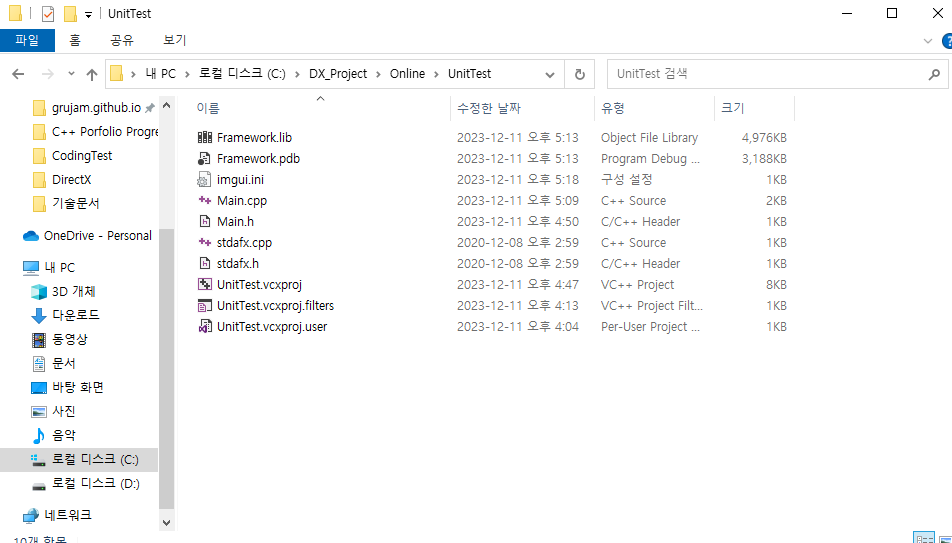 UnitTest
파일 홈 공유 보기
내 PC 로컬 디스크 (C:) DX_Project Online UnitTest UnitTest 검색
grujam.github.io
C++ Porfolio Progre
CodingTest
DirectX
기술문서
OneDrive - Personal
내 PC
3D 개체
다운로드
동영상
문서
바탕 화면
사진
음악
로컬 디스크 (C:)
로컬 디스크 (D:)
네트워크
이름 수정한 날짜 유형 크기
Framework.lib 2023-12-11 오후 5:13 Object File Library 4,976KB
Framework.pdb 2023-12-11 오후 5:13 Program Debug ... 3,188KB
imgui.ini 2023-12-11 오후 5:18 구성 설정 1KB
Main.cpp 2023-12-11 오후 5:09 C++ Source 2KB
Main.h 2023-12-11 오후 4:50 C/C++ Header 1KB
stdafx.cpp 2020-12-08 오후 2:59 C++ Source 1KB
stdafx.h 2020-12-08 오후 2:59 C/C++ Header 1KB
UnitTest.vcxproj 2023-12-11 오후 4:47 VC++ Project 8KB
UnitTest.vcxproj.filters 2023-12-11 오후 4:13 VC++ Project Filt... 1KB
UnitTest.vcxproj.user 2023-12-11 오후 4:04 Per-User Project ... 1KB
10개 항목